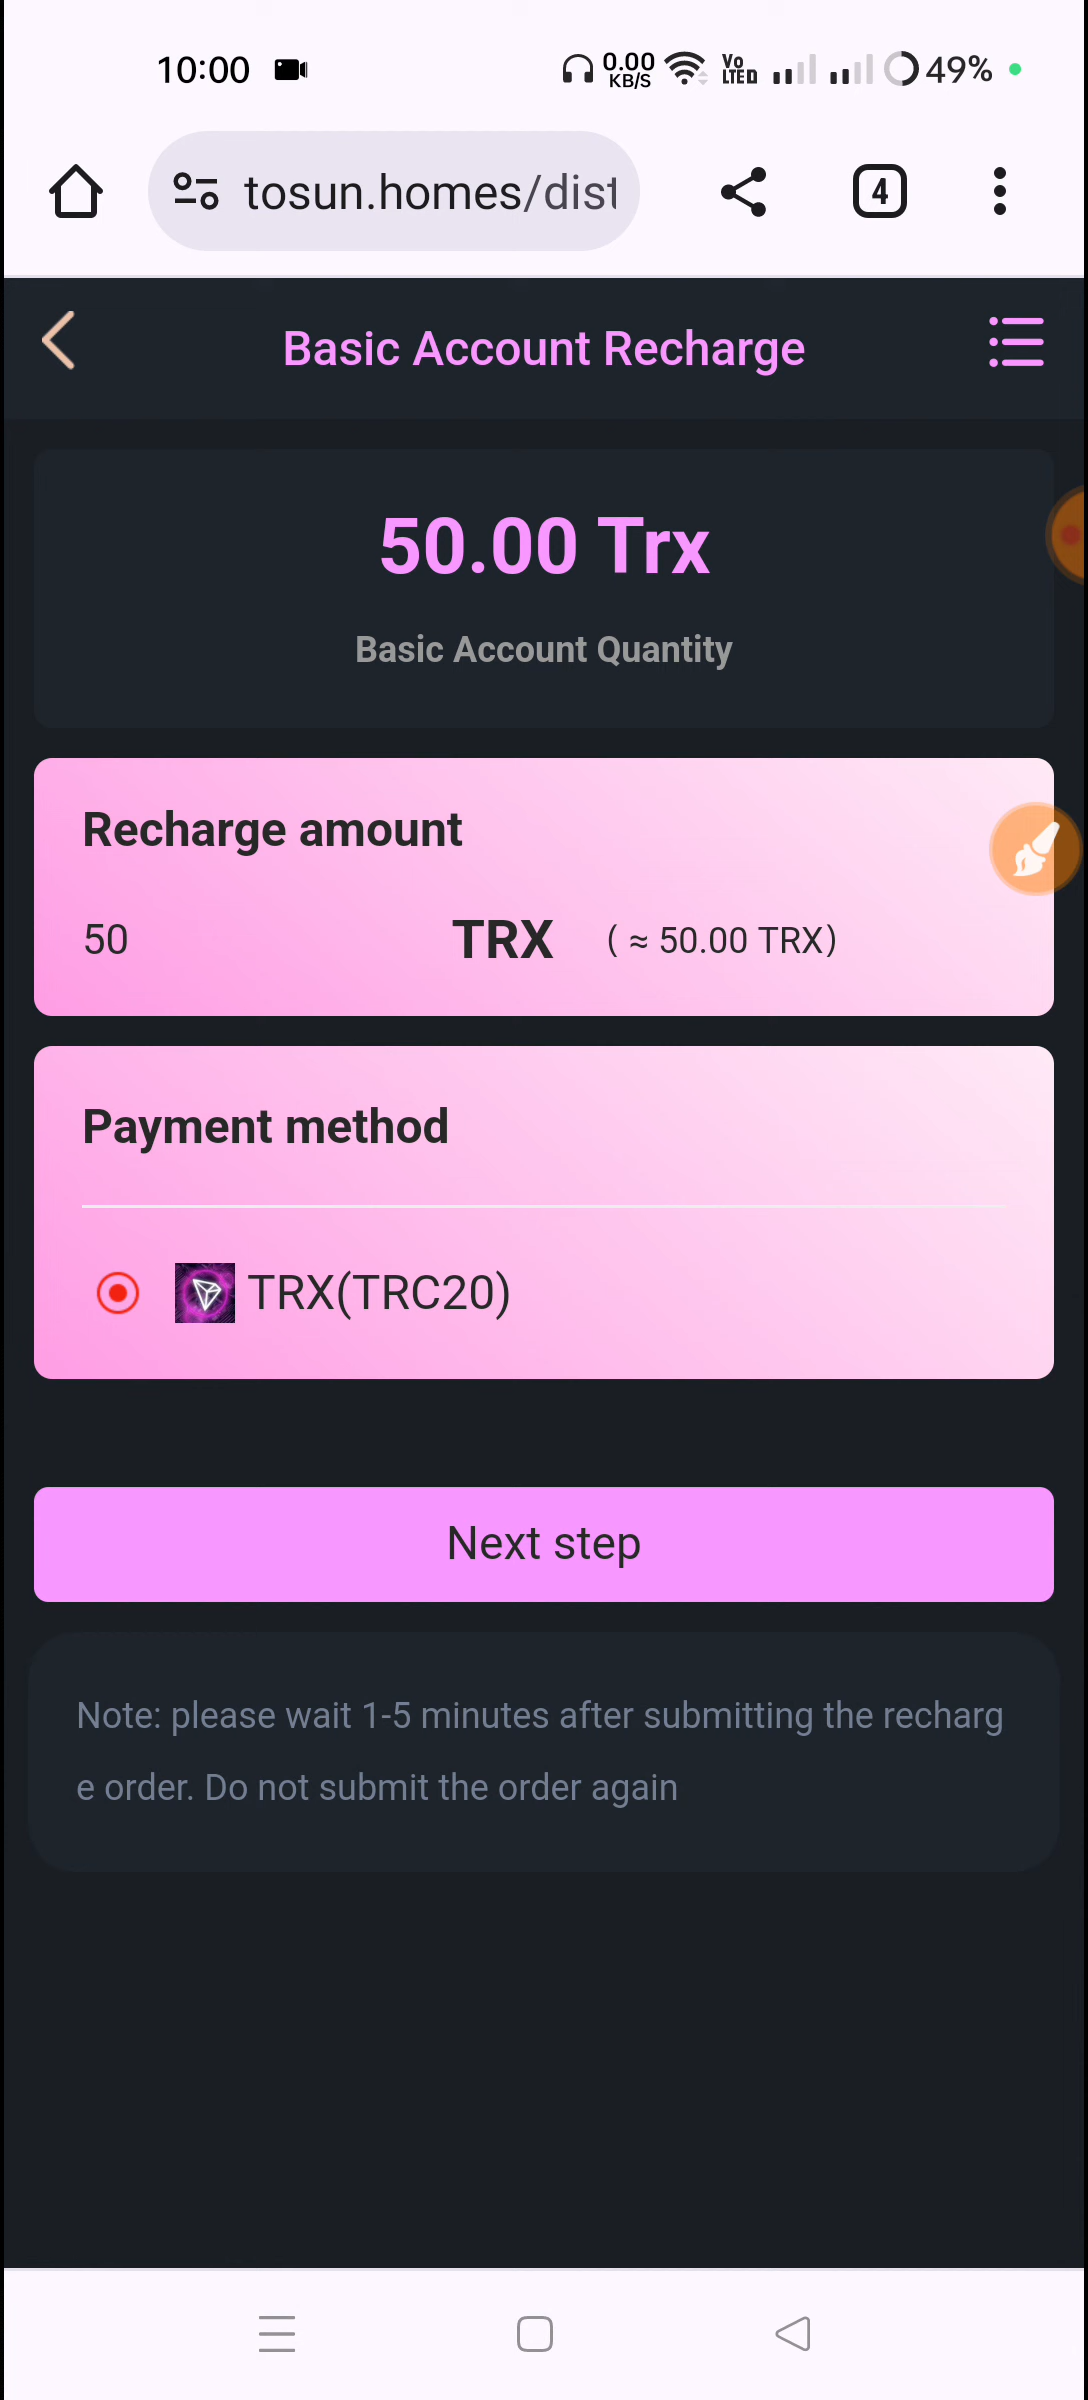 10:00
0.00 KB/S
Vo LTE D
49%
tosun.homes/dist
4
Basic Account Recharge
50.00 Trx
Basic Account Quantity
Recharge amount
50 TRX ( ≈ 50.00 TRX)
Payment method
TRX(TRC20)
Next step
Note: please wait 1-5 minutes after submitting the recharg
e order. Do not submit the order again